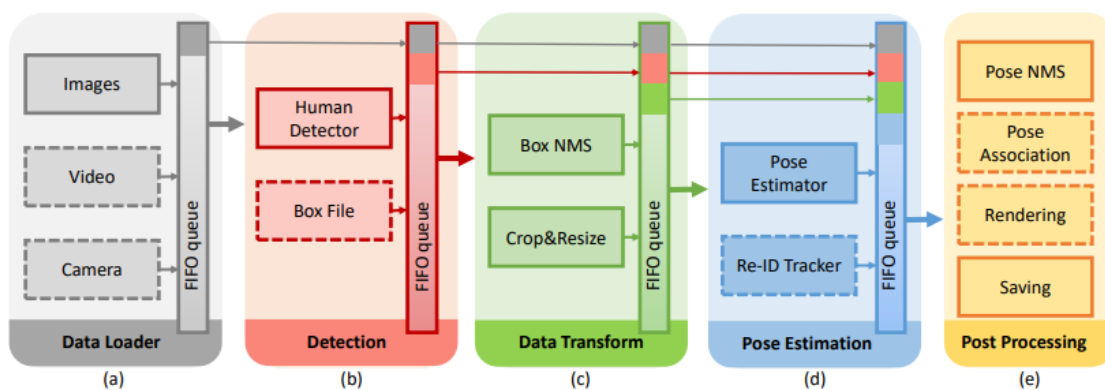 Images
Video
Camera
FIFO queue
Data Loader
(a)
Human
Detector
Box File
FIFO queue
Detection
(b)
Box NMS
Crop&Resize
FIFO queue
Data Transform
(c)
Pose
Estimator
Re-ID Tracker
FIFO queue
Pose Estimation
(d)
Pose NMS
Pose
Association
Rendering
Saving
Post Processing
(e)